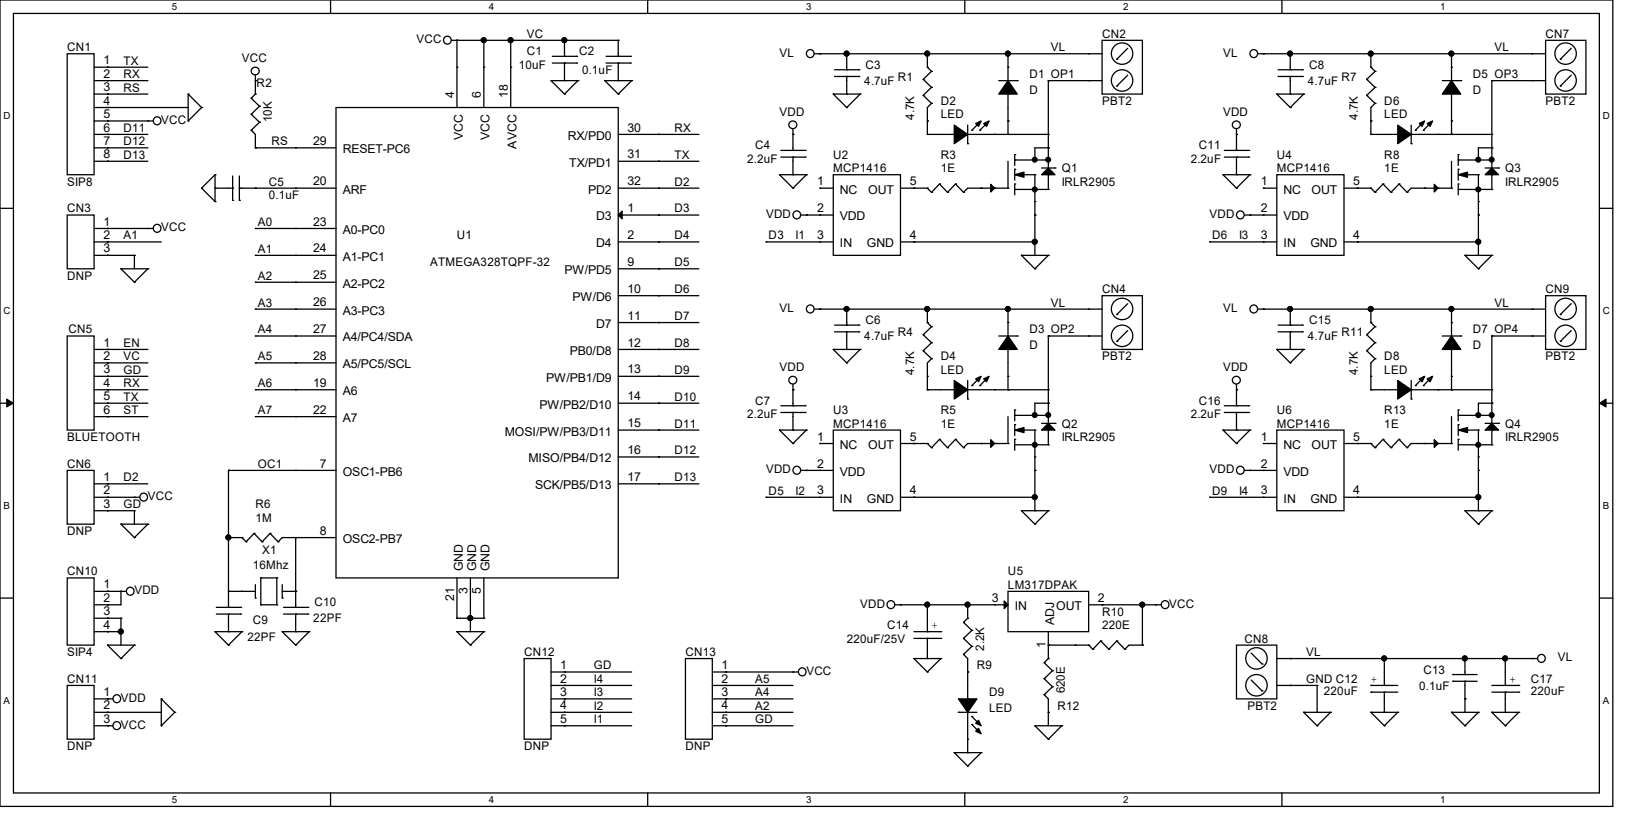 5 4 3 2 1
D C B A
CN1
1 TX
2 RX
3 RS
4
5 VCC
6 D11
7 D12
8 D13
SIP8
CN3
1 VCC
2 A1
3
DNP
CN5
1 EN
2 VC
3 GD
4 RX
5 TX
6 ST
BLUETOOTH
CN6
1 D2
2 VCC
3 GD
DNP
CN10
1 VDD
2
3
4
SIP4
CN11
1 VDD
2
3 VCC
DNP
VCC
R2
10K
RS 29 RESET-PC6
C5
0.1uF
20 ARF
A0 23 A0-PC0
A1 24 A1-PC1
A2 25 A2-PC2
A3 26 A3-PC3
A4 27 A4/PC4/SDA
A5 28 A5/PC5/SCL
A6 19 A6
A7 22 A7
OC1 7 OSC1-PB6
R6
1M
8 OSC2-PB7
X1
16Mhz
C9
22PF
C10
22PF
VCC VC
C1
10uF
C2
0.1uF
4 VCC
6 VCC
18 AVCC
U1
ATMEGA328TQPF-32
RX/PD0 30 RX
TX/PD1 31 TX
PD2 32 D2
D3 1 D3
D4 2 D4
PW/PD5 9 D5
PW/D6 10 D6
D7 11 D7
PB0/D8 12 D8
PW/PB1/D9 13 D9
PW/PB2/D10 14 D10
MOSI/PW/PB3/D11 15 D11
MISO/PB4/D12 16 D12
SCK/PB5/D13 17 D13
GND GND GND
21 3 5
CN12
1 GD
2 I4
3 I3
4 I2
5 I1
DNP
CN13
1 VCC
2 A5
3 A4
4 A2
5 GD
DNP
VL VL
CN2
PBT2
C3
4.7uF
R1
4.7K
D1 OP1
D
D2
LED
VDD
C4
2.2uF
U2
MCP1416
R3
1E
Q1
IRLR2905
1 NC OUT 5
VDD 2 VDD
D3 I1 3 IN GND 4
VL VL
CN7
PBT2
C8
4.7uF
R7
4.7K
D5 OP3
D
D6
LED
VDD
C11
2.2uF
U4
MCP1416
R8
1E
Q3
IRLR2905
1 NC OUT 5
VDD 2 VDD
D6 I3 3 IN GND 4
VL VL
CN4
PBT2
C6
4.7uF
R4
4.7K
D3 OP2
D
D4
LED
VDD
C7
2.2uF
U3
MCP1416
R5
1E
Q2
IRLR2905
1 NC OUT 5
VDD 2 VDD
D5 I2 3 IN GND 4
VL VL
CN9
PBT2
C15
4.7uF
R11
4.7K
D7 OP4
D
D8
LED
VDD
C16
2.2uF
U6
MCP1416
R13
1E
Q4
IRLR2905
1 NC OUT 5
VDD 2 VDD
D9 I4 3 IN GND 4
U5
LM317DPAK
VDD 3 IN OUT 2 VCC
ADJ
1
C14
+
220uF/25V
2.2K
R9
D9
LED
R10
220E
620E
R12
CN8
VL VL
GND
PBT2
C12
+
220uF
C13
0.1uF
C17
+
220uF
5 4 3 2 1
D C B A